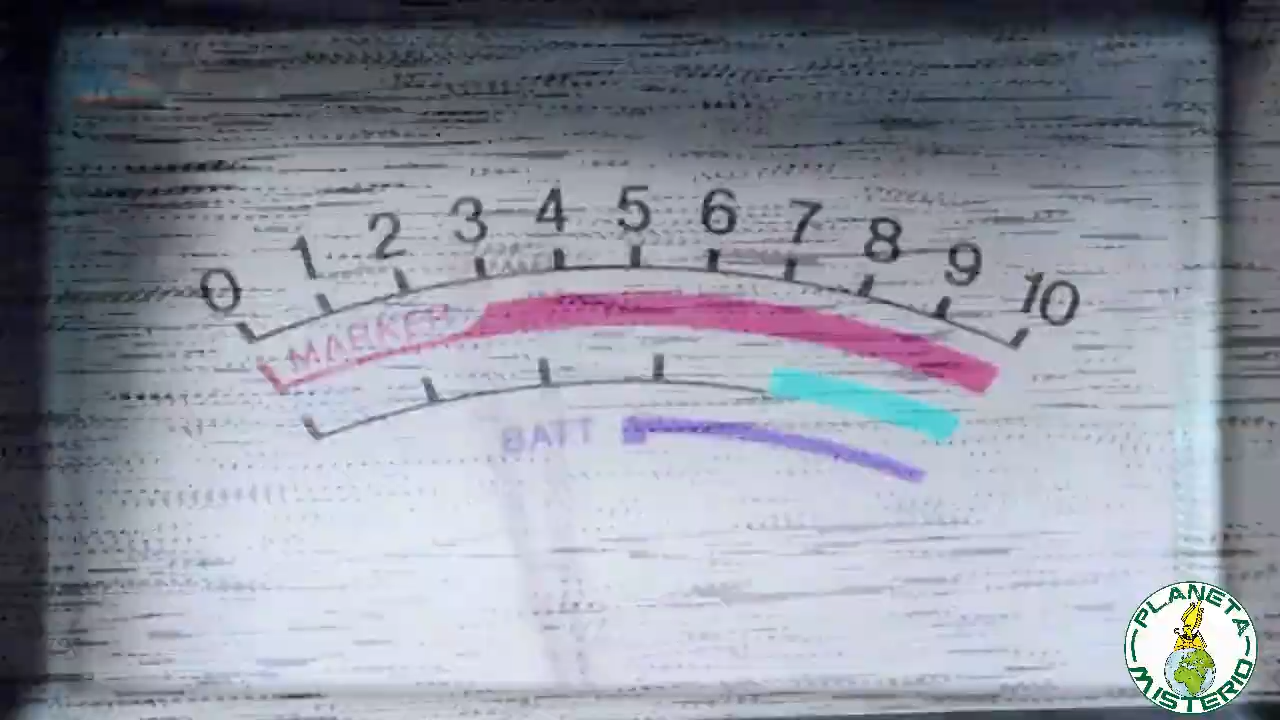 0 1 2 3 4 5 6 7 8 9 10
MARKER
BATT
PLANETA
MISTERIO